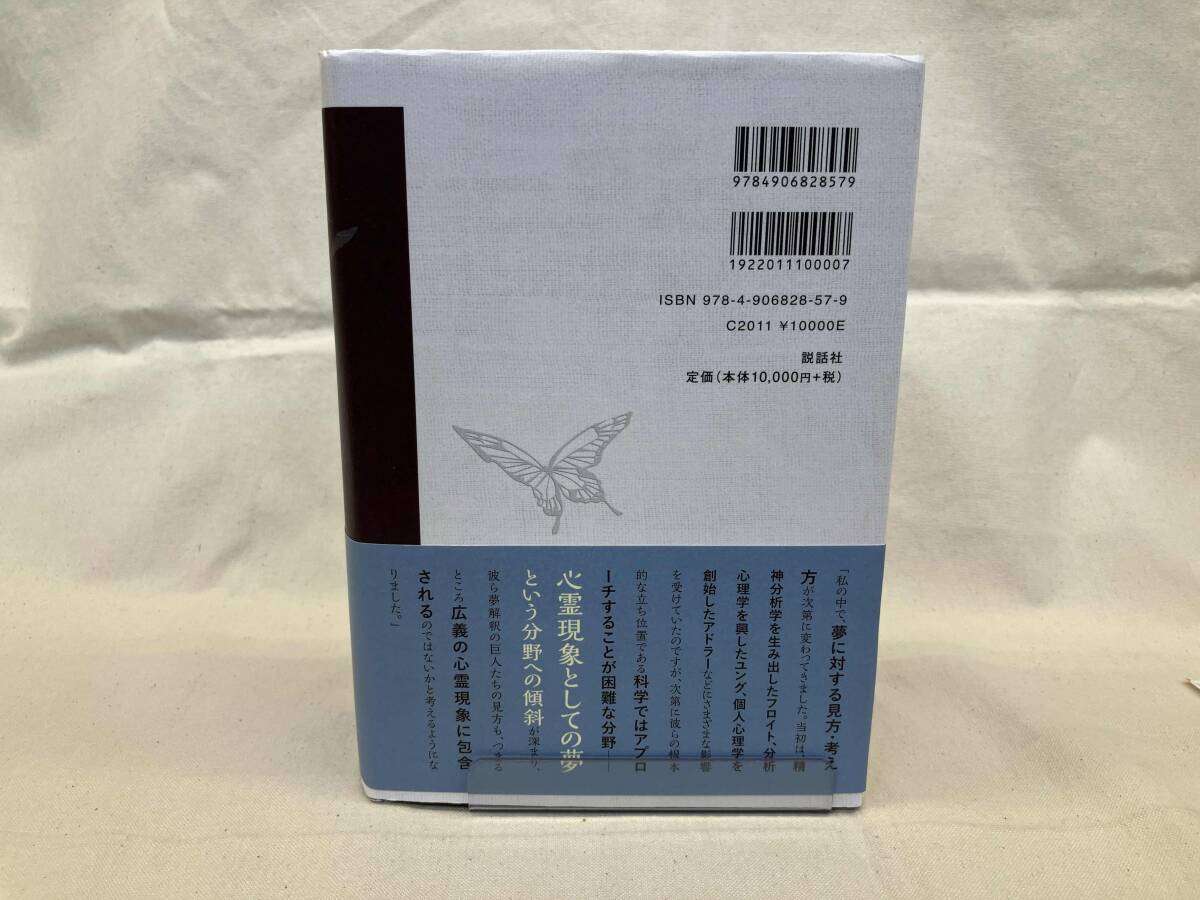 9784906828579
1922011100007
ISBN 978-4-906828-57-9
C2011 ¥10000E
説話社
定価(本体10,000円+税)
「私の中で、夢に対する見方・考え
方が次第に変わってきました。当初は、精
神分析学を生み出したフロイト、分析
心理学を興したユング、個人心理学を
創始したアドラーなどにさまざまな影響
を受けていたのですが、次第に彼らの根本
的な立ち位置である科学ではアプロ
ーチすることが困難な分野――
心霊現象としての夢
という分野への傾斜が深まり、
彼ら夢解釈の巨人たちの見方も、つまる
ところ広義の心霊現象に包含
されるのではないかと考えるようにな
りました。」